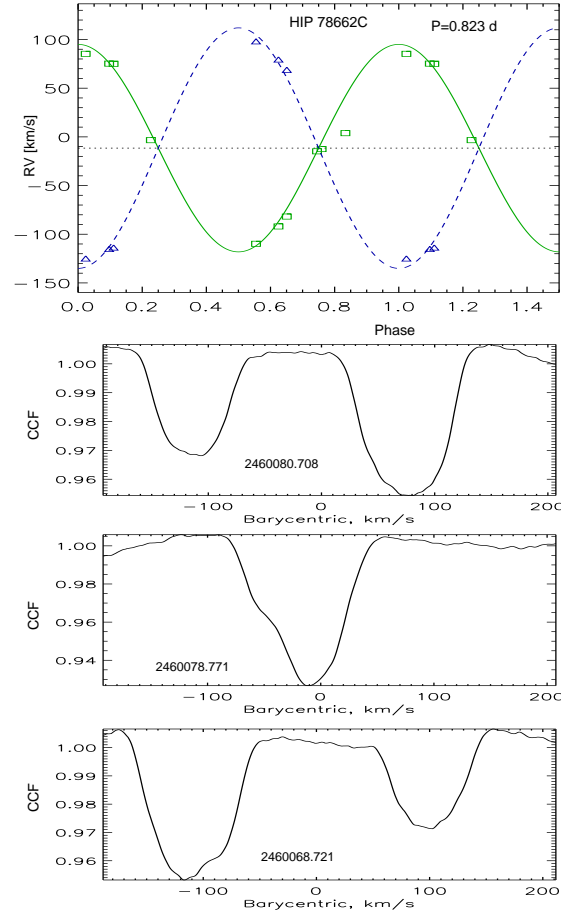 HIP 78662C
P=0.823 d
RV [km/s]
100
50
0
−50
−100
−150
0.0 0.2 0.4 0.6 0.8 1.0 1.2 1.4
Phase
CCF
1.00
0.99
0.98
0.97
0.96
2460080.708
−100 0 100 200
Barycentric, km/s
CCF
1.00
0.98
0.96
0.94
2460078.771
−100 0 100 200
Barycentric, km/s
CCF
1.00
0.99
0.98
0.97
0.96
2460068.721
−100 0 100 200
Barycentric, km/s